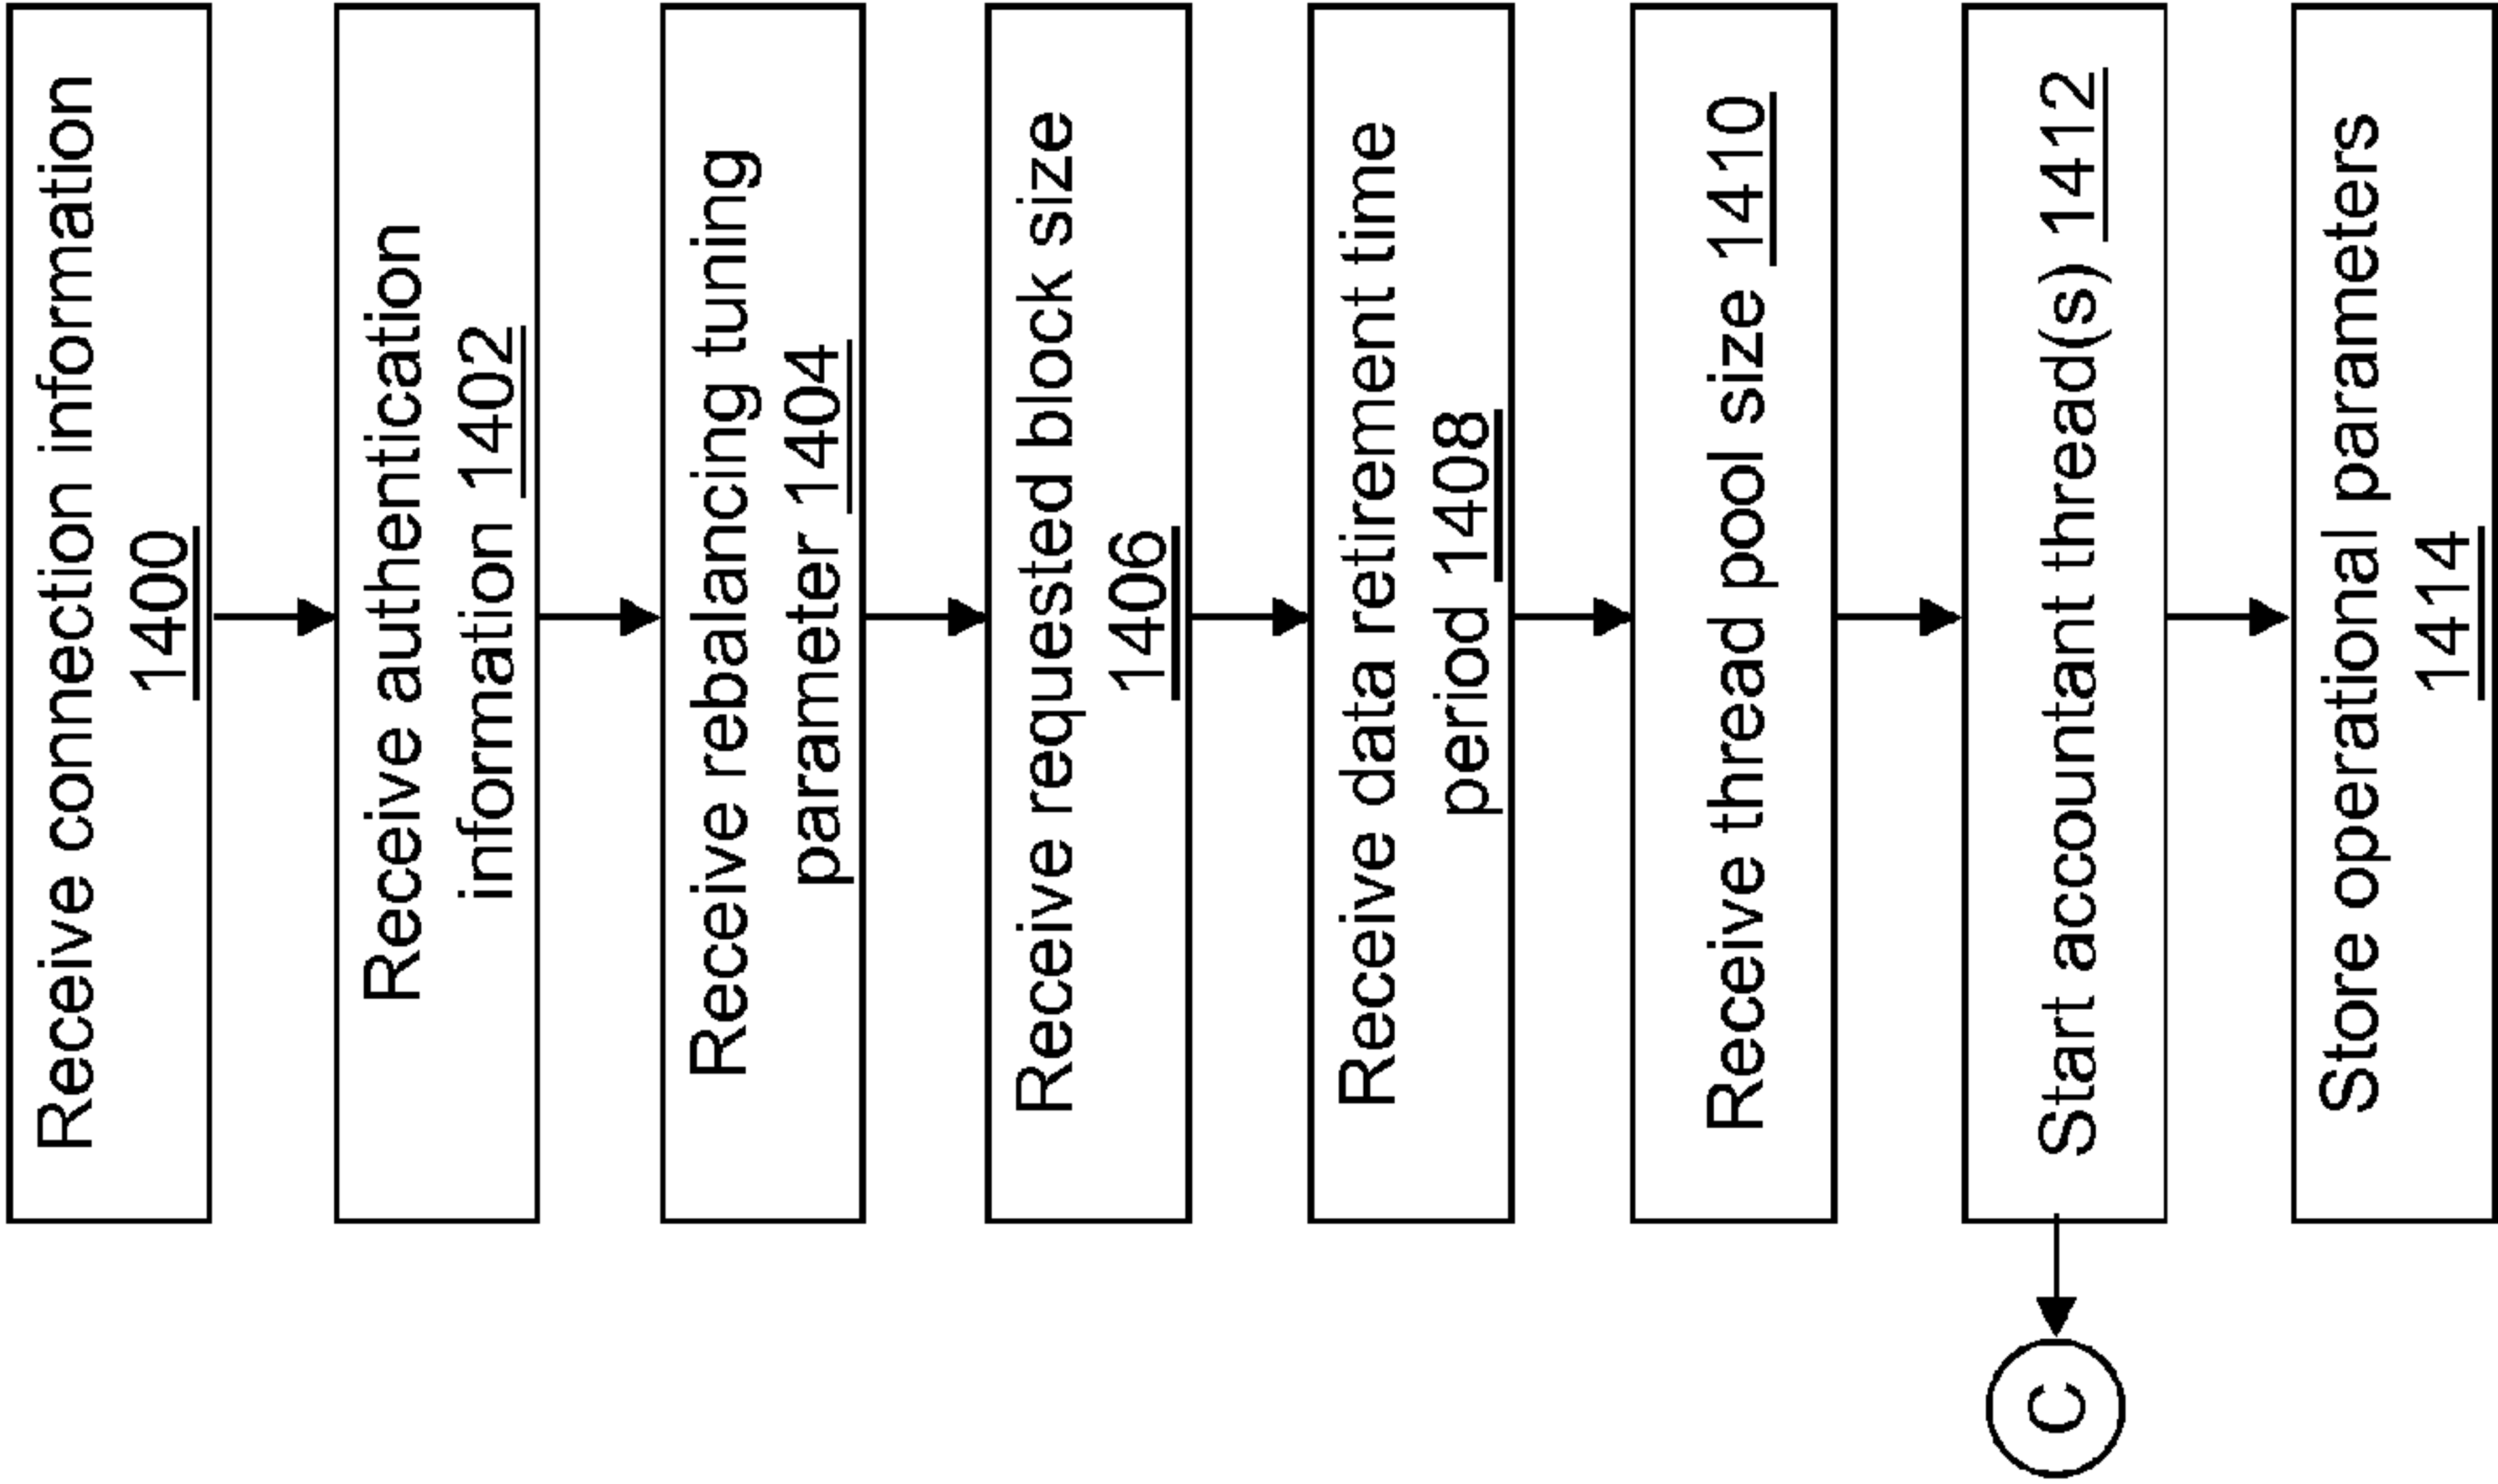 Receive connection information
1400
Receive authentication
information 1402
Receive rebalancing tuning
parameter 1404
Receive requested block size
1406
Receive data retirement time
period 1408
Receive thread pool size 1410
Start accountant thread(s) 1412
C
Store operational parameters
1414